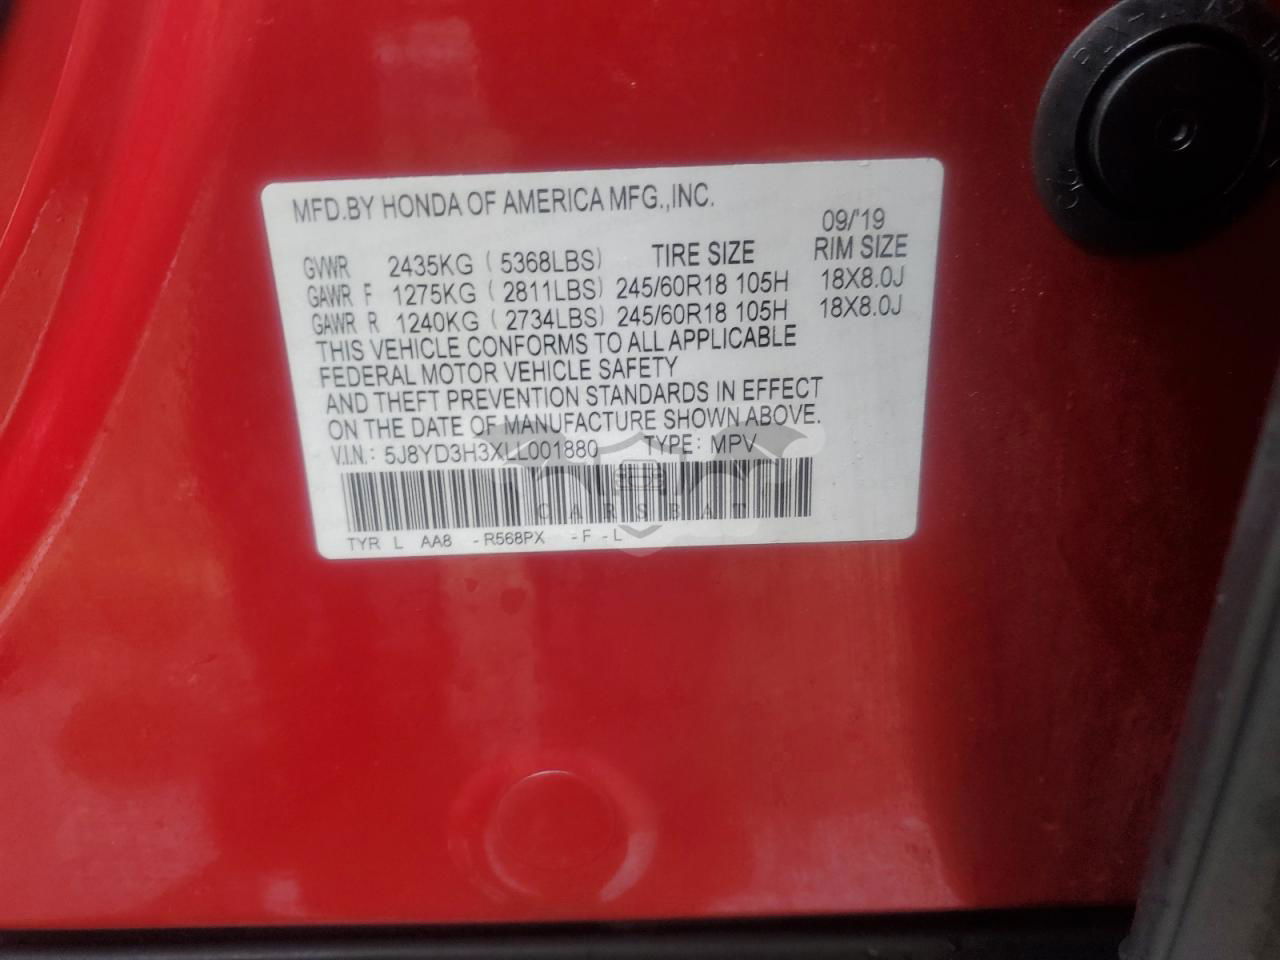 MFD.BY HONDA OF AMERICA MFG.,INC.
09/'19
GVWR 2435KG ( 5368LBS) TIRE SIZE RIM SIZE
GAWR F 1275KG ( 2811LBS) 245/60R18 105H 18X8.0J
GAWR R 1240KG ( 2734LBS) 245/60R18 105H 18X8.0J
THIS VEHICLE CONFORMS TO ALL APPLICABLE
FEDERAL MOTOR VEHICLE SAFETY
AND THEFT PREVENTION STANDARDS IN EFFECT
ON THE DATE OF MANUFACTURE SHOWN ABOVE.
V.I.N.: 5J8YD3H3XLL001880 TYPE: MPV
CARSBAT
TYR L AA8 -R568PX -F -L